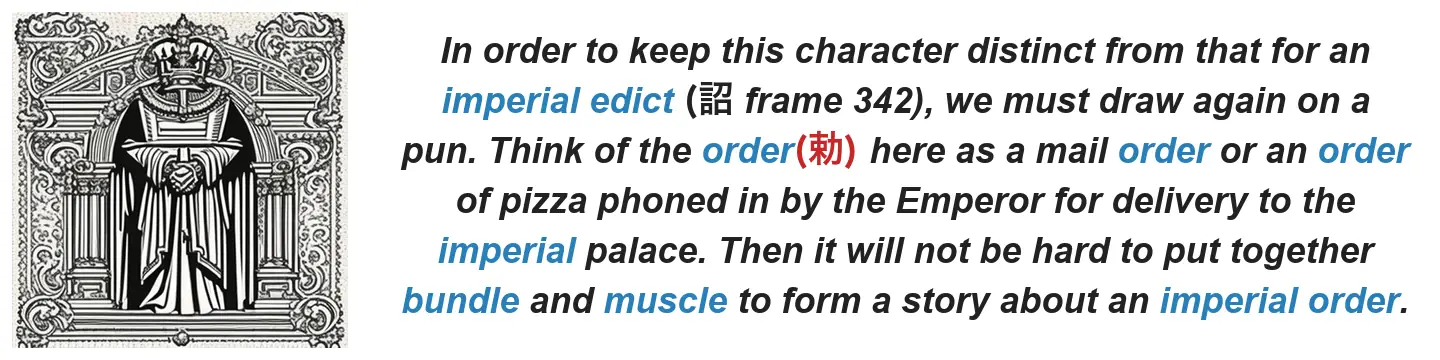 In order to keep this character distinct from that for an
imperial edict (詔 frame 342), we must draw again on a
pun. Think of the order(勅) here as a mail order or an order
of pizza phoned in by the Emperor for delivery to the
imperial palace. Then it will not be hard to put together
bundle and muscle to form a story about an imperial order.